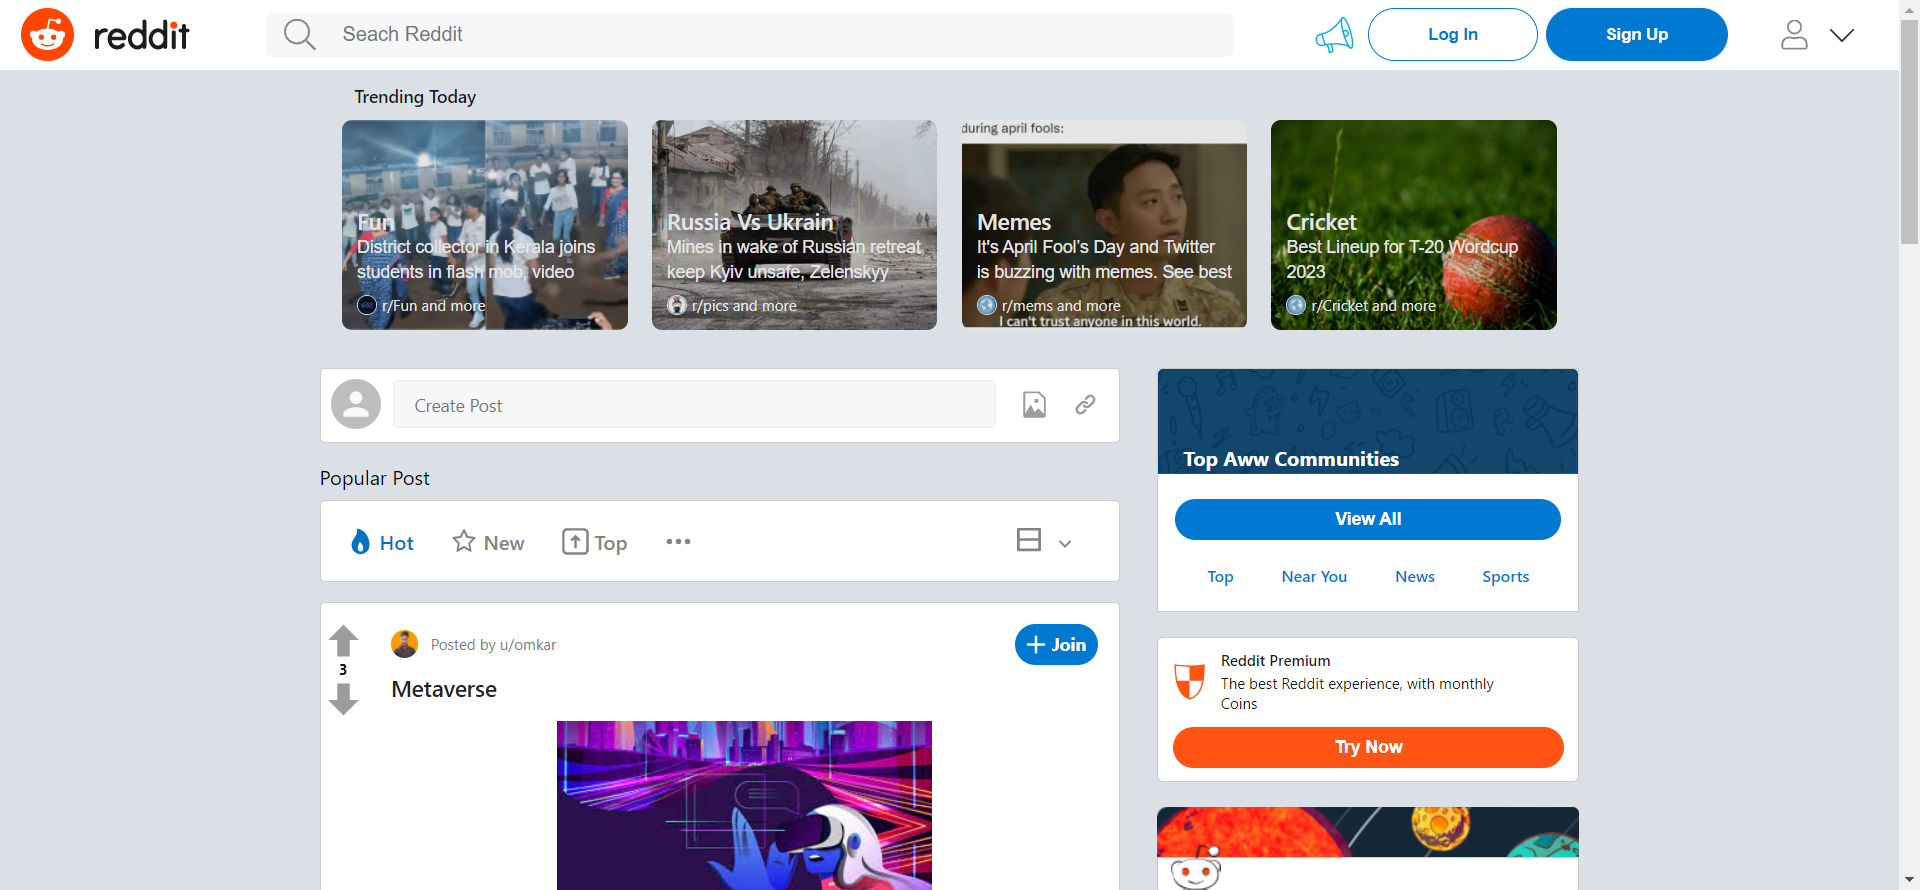 reddit
Seach Reddit
Log In
Sign Up
Trending Today
Fun
District collector in Kerala joins
students in flash mob, video
r/Fun and more
Russia Vs Ukrain
Mines in wake of Russian retreat
keep Kyiv unsafe, Zelenskyy
r/pics and more
during april fools:
Memes
It's April Fool's Day and Twitter
is buzzing with memes. See best
r/mems and more
I can't trust anyone in this world.
Cricket
Best Lineup for T-20 Wordcup
2023
r/Cricket and more
Create Post
Popular Post
Hot
New
Top
•••
3
Posted by u/omkar
+ Join
Metaverse
Top Aww Communities
View All
Top
Near You
News
Sports
Reddit Premium
The best Reddit experience, with monthly
Coins
Try Now